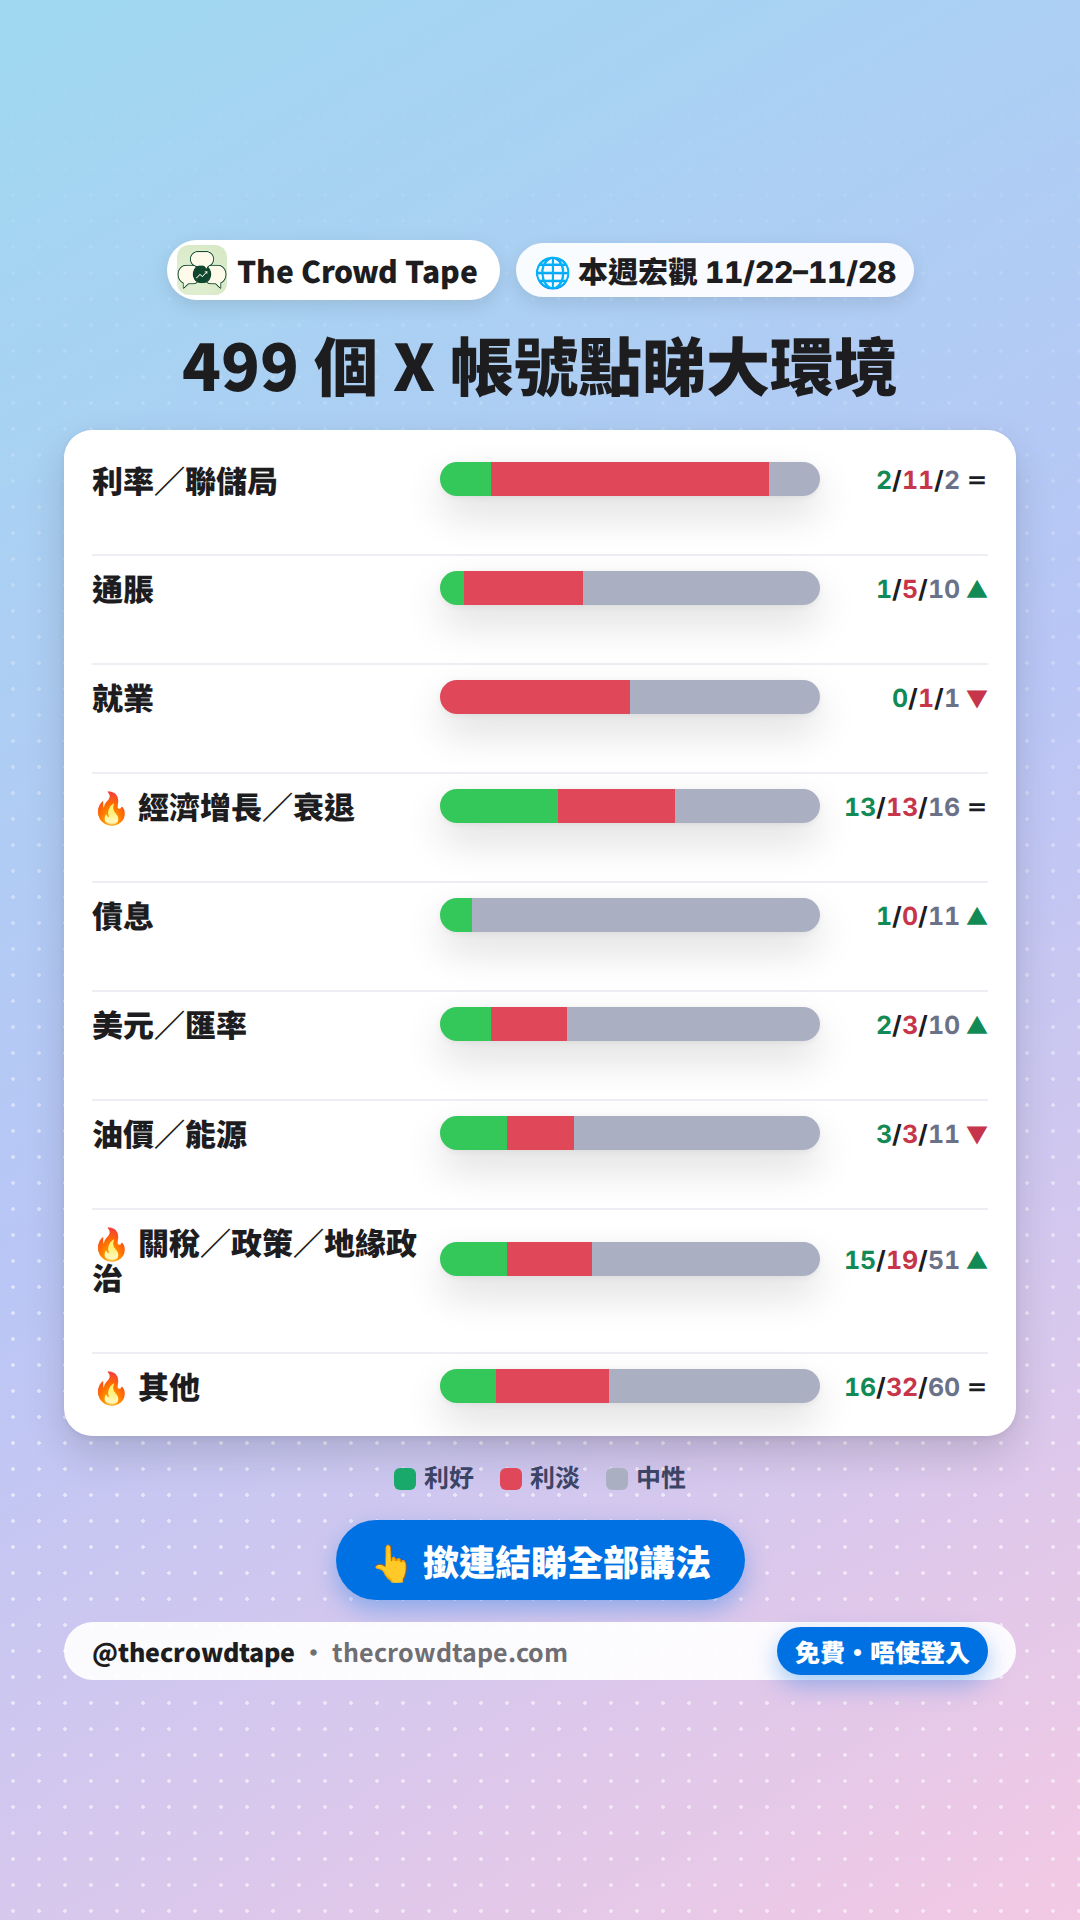 The Crowd Tape
🌐 本週宏觀 11/22–11/28
499 個 X 帳號點睇大環境
利率／聯儲局 2/11/2 =
通脹 1/5/10 ▲
就業 0/1/1 ▼
🔥 經濟增長／衰退 13/13/16 =
債息 1/0/11 ▲
美元／匯率 2/3/10 ▲
油價／能源 3/3/11 ▼
🔥 關稅／政策／地緣政
治 15/19/51 ▲
🔥 其他 16/32/60 =
利好 利淡 中性
👆 撳連結睇全部講法
@thecrowdtape · thecrowdtape.com 免費・唔使登入